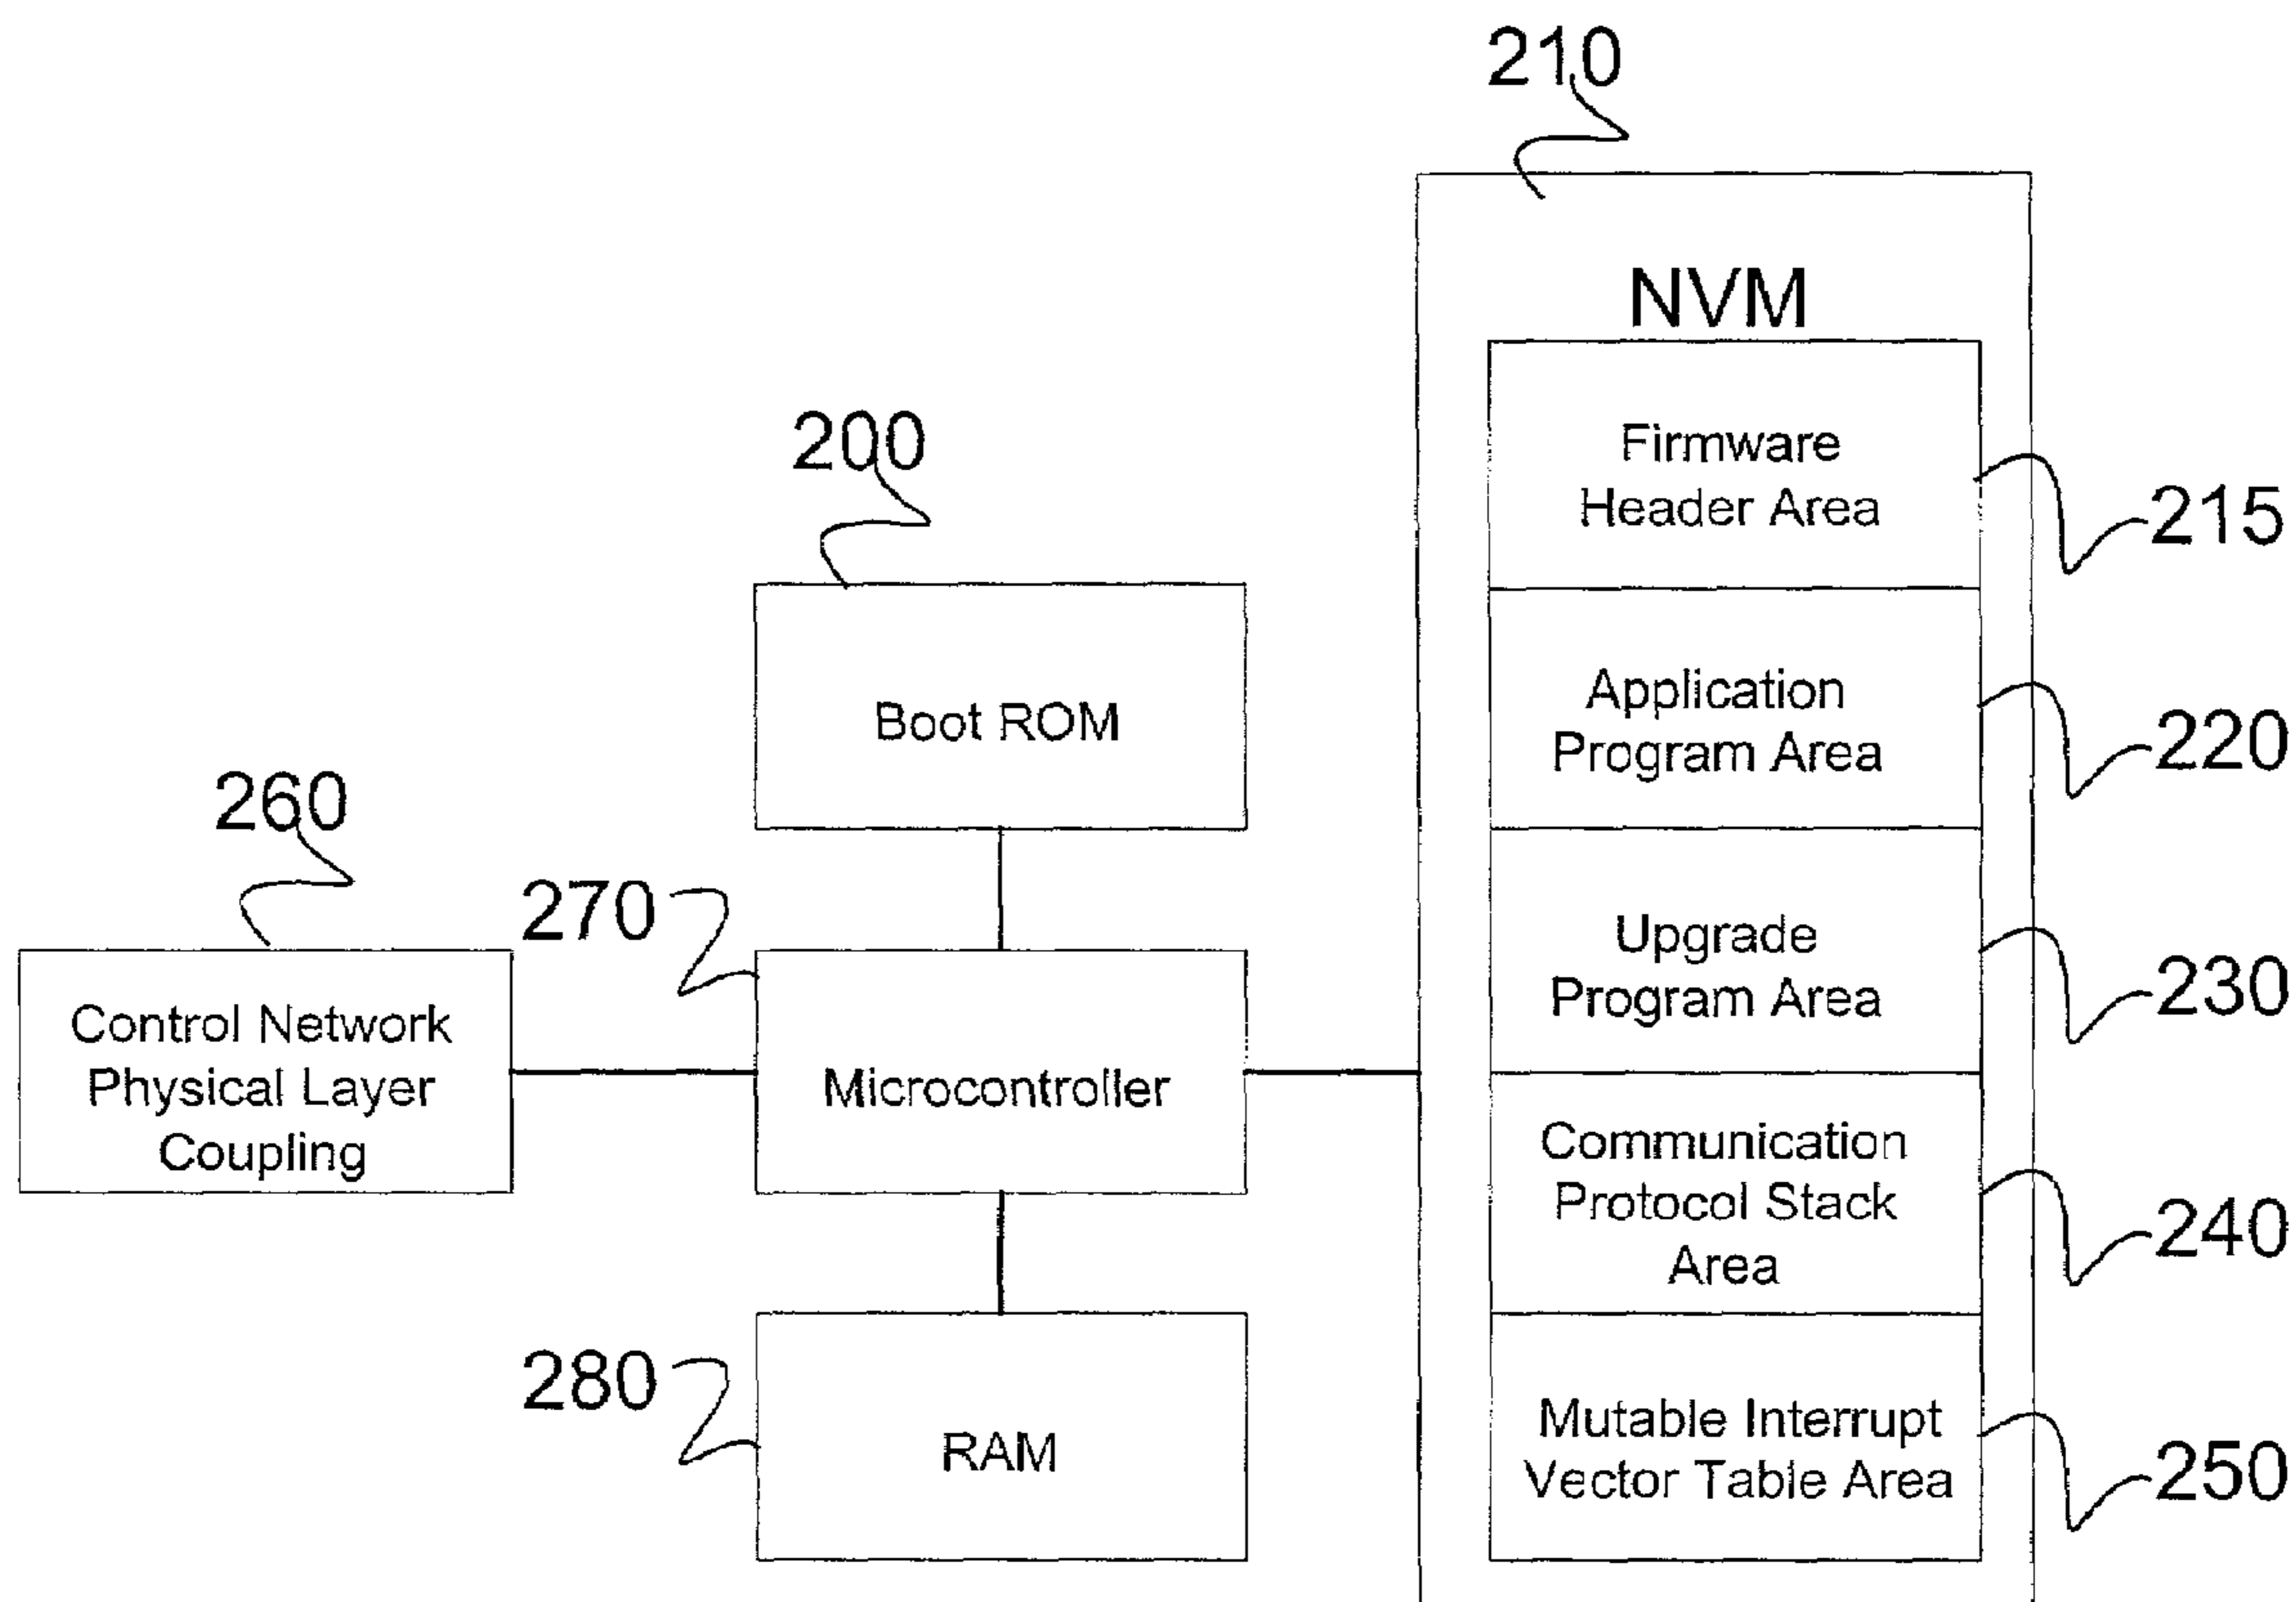 210
NVM
Firmware
Header Area
215
200
Boot ROM
Application
Program Area
220
260
Control Network
Physical Layer
Coupling
270
Microcontroller
Upgrade
Program Area
230
Communication
Protocol Stack
Area
240
280
RAM
Mutable Interrupt
Vector Table Area
250